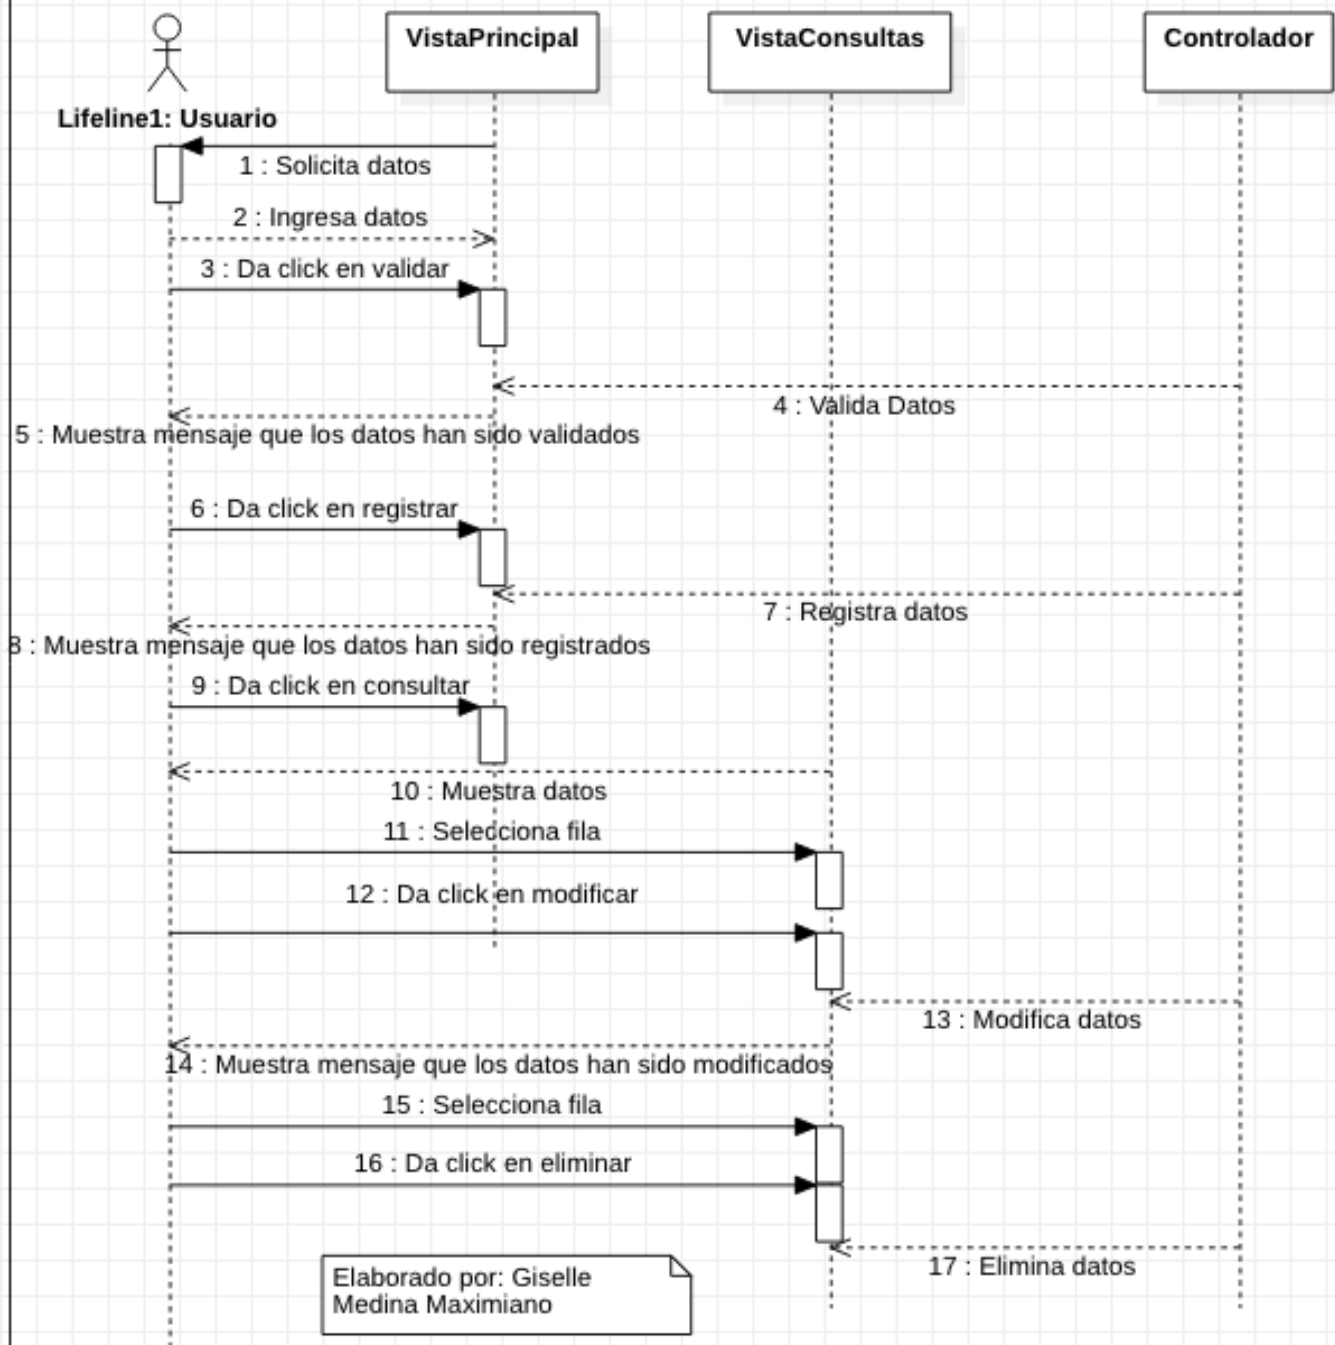 VistaPrincipal
VistaConsultas
Controlador
Lifeline1: Usuario
1 : Solicita datos
2 : Ingresa datos
3 : Da click en validar
4 : Valida Datos
5 : Muestra mensaje que los datos han sido validados
6 : Da click en registrar
7 : Registra datos
8 : Muestra mensaje que los datos han sido registrados
9 : Da click en consultar
10 : Muestra datos
11 : Selecciona fila
12 : Da click en modificar
13 : Modifica datos
14 : Muestra mensaje que los datos han sido modificados
15 : Selecciona fila
16 : Da click en eliminar
17 : Elimina datos
Elaborado por: Giselle
Medina Maximiano